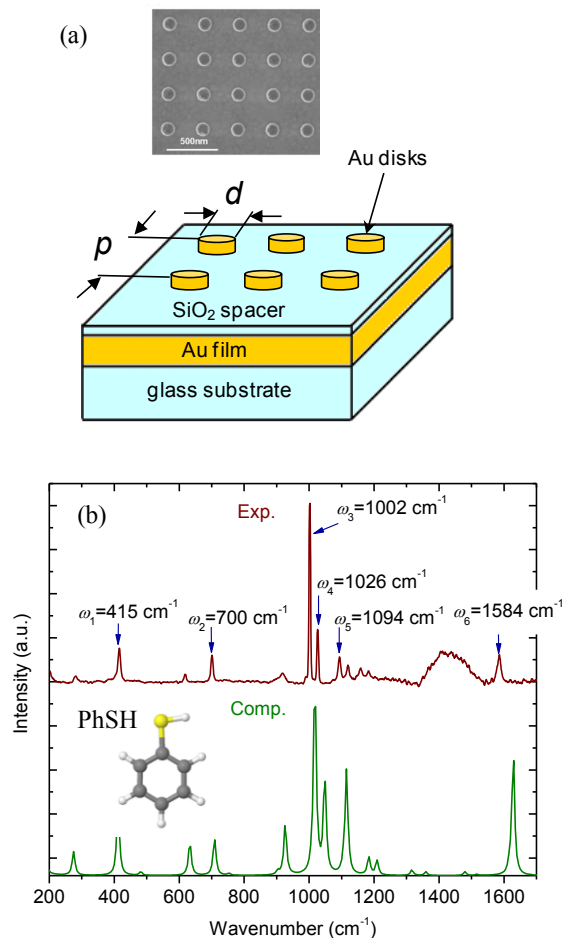 (a)
500nm
Au disks
d
p
SiO₂ spacer
Au film
glass substrate
(b)
Exp.
ω₃=1002 cm⁻¹
ω₄=1026 cm⁻¹
ω₁=415 cm⁻¹
ω₂=700 cm⁻¹
ω₅=1094 cm⁻¹
ω₆=1584 cm⁻¹
Intensity (a.u.)
PhSH
Comp.
200 400 600 800 1000 1200 1400 1600
Wavenumber (cm⁻¹)